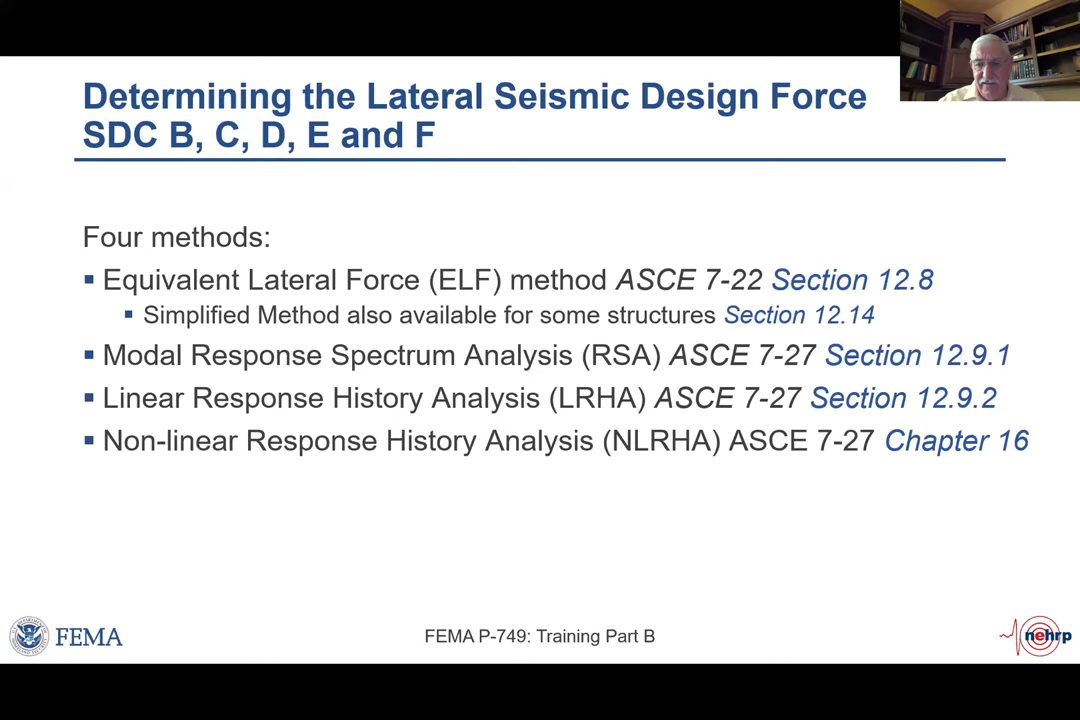 Determining the Lateral Seismic Design Force
SDC B, C, D, E and F
Four methods:
▪ Equivalent Lateral Force (ELF) method ASCE 7-22 Section 12.8
▪ Simplified Method also available for some structures Section 12.14
▪ Modal Response Spectrum Analysis (RSA) ASCE 7-27 Section 12.9.1
▪ Linear Response History Analysis (LRHA) ASCE 7-27 Section 12.9.2
▪ Non-linear Response History Analysis (NLRHA) ASCE 7-27 Chapter 16
FEMA
FEMA P-749: Training Part B
nehrp